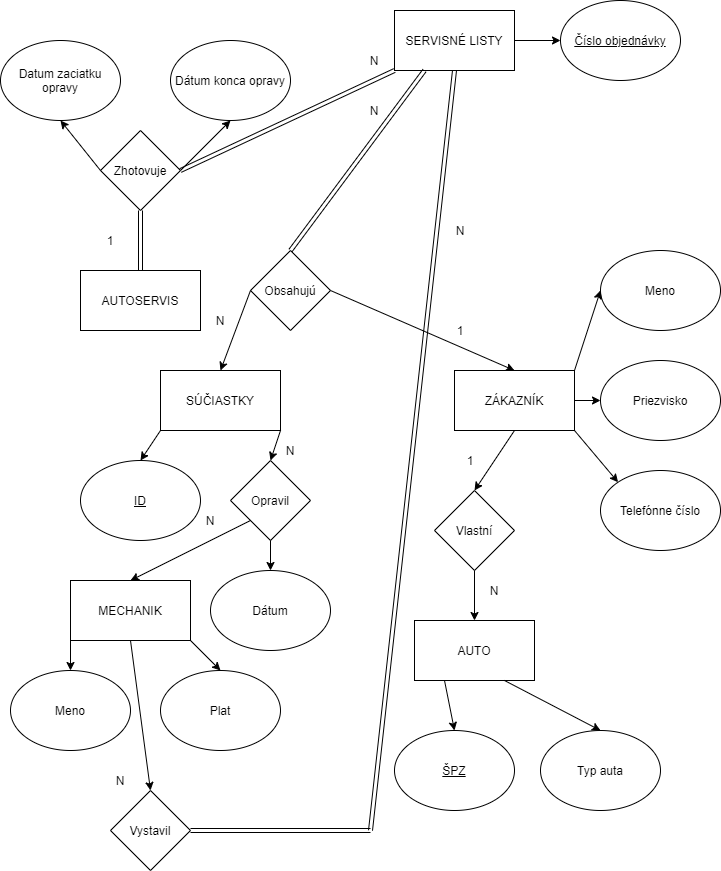 SERVISNÉ LISTY
Číslo objednávky
N
Datum zaciatku
opravy
Dátum konca opravy
N
Zhotovuje
N
1
Obsahujú
Meno
AUTOSERVIS
N
1
SÚČIASTKY
ZÁKAZNÍK
Priezvisko
N
1
ID
Opravil
Telefónne číslo
N
Vlastní
N
MECHANIK
Dátum
AUTO
Meno
Plat
ŠPZ
Typ auta
N
Vystavil